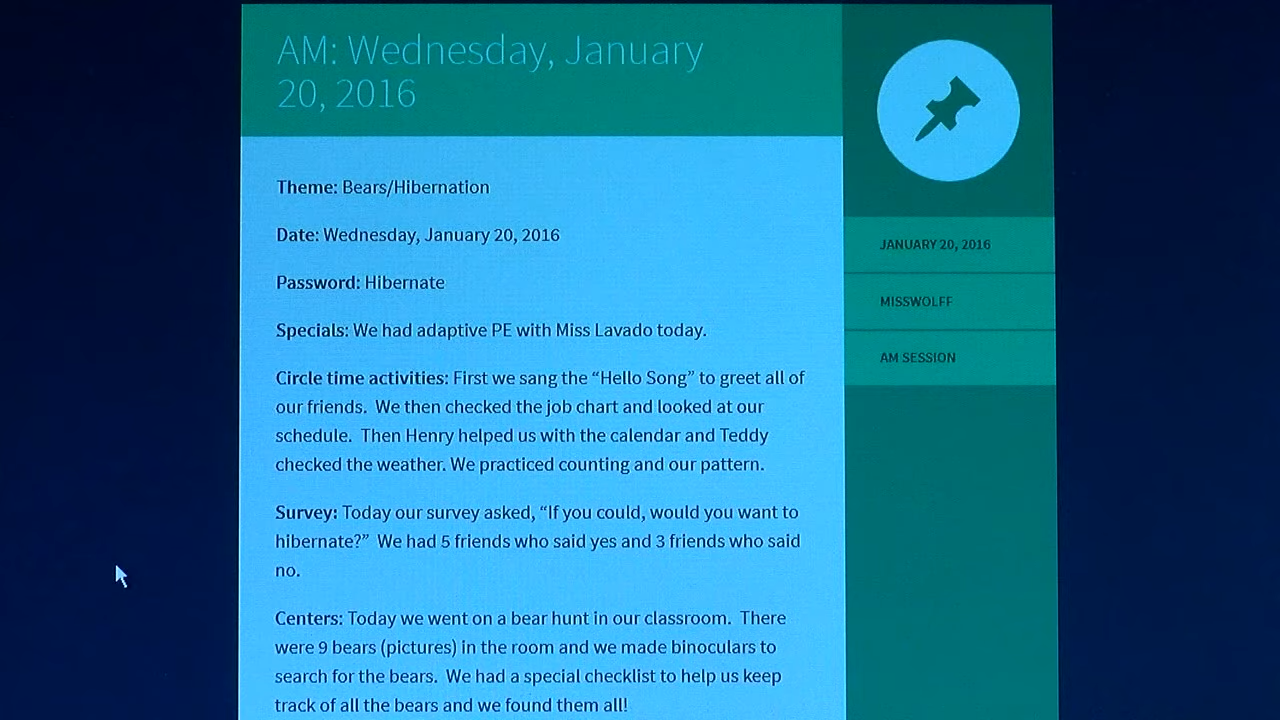 AM: Wednesday, January
20, 2016
Theme: Bears/Hibernation
Date: Wednesday, January 20, 2016
Password: Hibernate
Specials: We had adaptive PE with Miss Lavado today.
Circle time activities: First we sang the “Hello Song” to greet all of
our friends.  We then checked the job chart and looked at our
schedule.  Then Henry helped us with the calendar and Teddy
checked the weather. We practiced counting and our pattern.
Survey: Today our survey asked, “If you could, would you want to
hibernate?”  We had 5 friends who said yes and 3 friends who said
no.
Centers: Today we went on a bear hunt in our classroom.  There
were 9 bears (pictures) in the room and we made binoculars to
search for the bears.  We had a special checklist to help us keep
track of all the bears and we found them all!
JANUARY 20, 2016
MISSWOLFF
AM SESSION